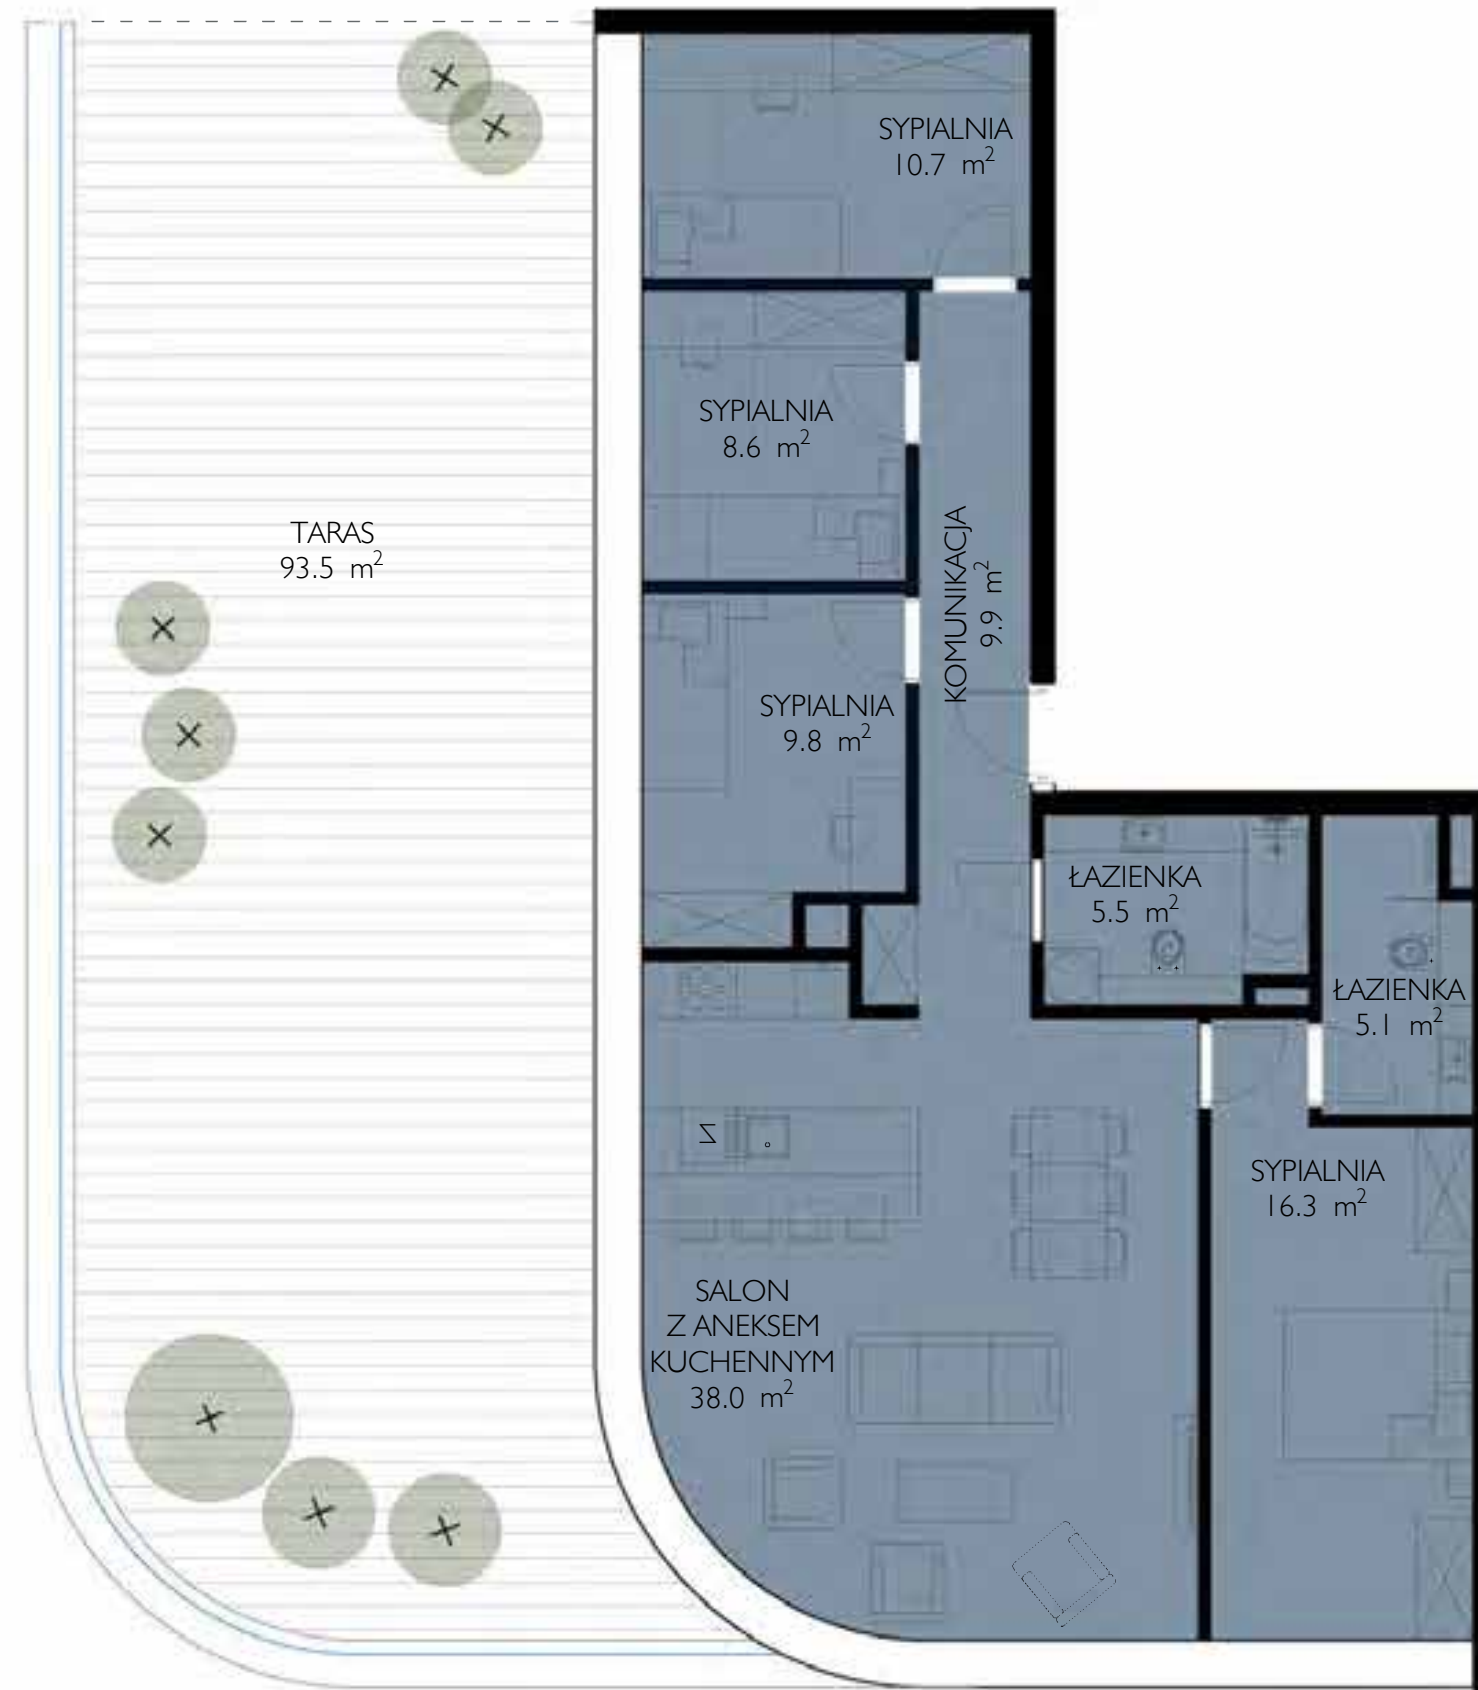 SYPIALNIA
10.7 m²
SYPIALNIA
8.6 m²
TARAS
93.5 m²
KOMUNIKACJA
9.9 m²
SYPIALNIA
9.8 m²
ŁAZIENKA
5.5 m²
ŁAZIENKA
5.1 m²
Z
SYPIALNIA
16.3 m²
SALON
Z ANEKSEM
KUCHENNYM
38.0 m²